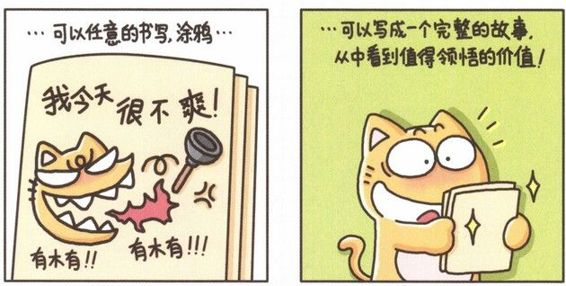 …可以任意的书写,涂鸦…
我今天很不爽!
有木有!!
有木有!!!
…可以写成一个完整的故事,
从中看到值得领悟的价值!